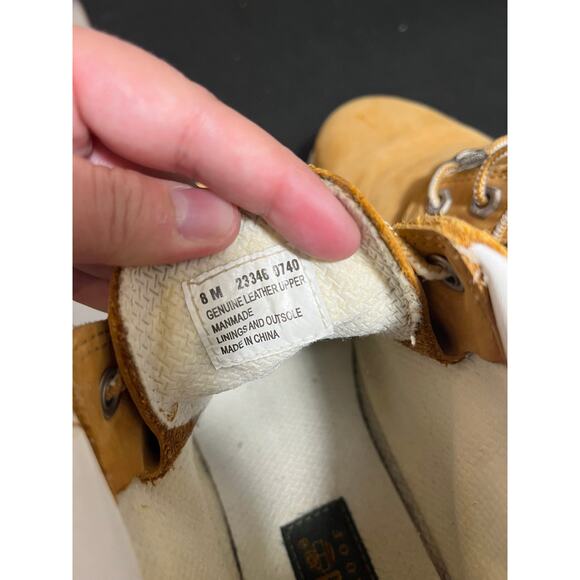 8 M 23346 0740
GENUINE LEATHER UPPER
MANMADE
LININGS AND OUTSOLE
MADE IN CHINA